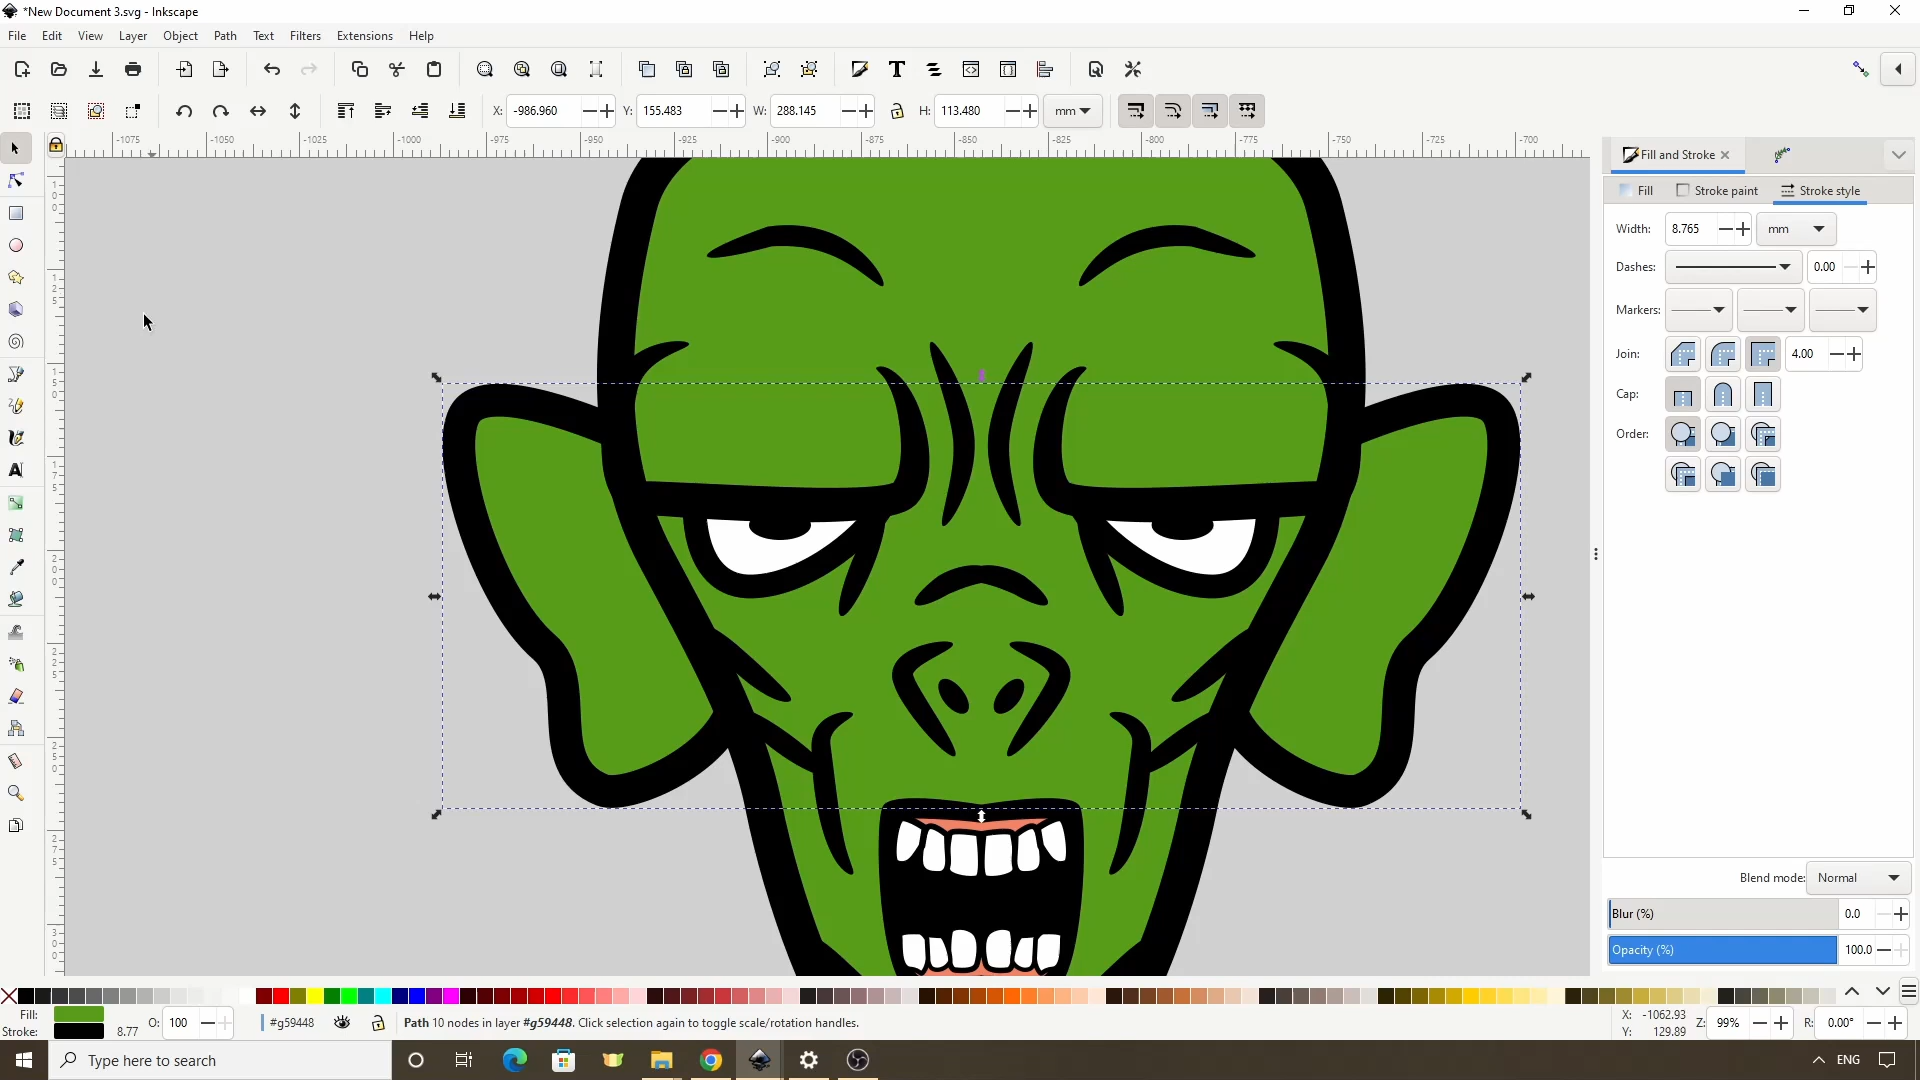 *New Document 3.svg - Inkscape
File Edit View Layer Object Path Text Filters Extensions Help
X: -986.960 Y: 155.483 W: 288.145 H: 113.480 mm
-1075 -1050 -1025 -1000 -975 -950 -925 -900 -875 -850 -825 -800 -775 -750 -725 -700
Fill and Stroke
Fill Stroke paint Stroke style
Width: 8.765 mm
Dashes: 0.00
Markers:
Join: 4.00
Cap:
Order:
Blend mode: Normal
Blur (%) 0.0
Opacity (%) 100.0
Fill: O: 100 #g59448 Path 10 nodes in layer #g59448. Click selection again to toggle scale/rotation handles. X: -1062.93 Z: 99% R: 0.00°
Stroke: 8.77 Y: 129.89
Type here to search ENG